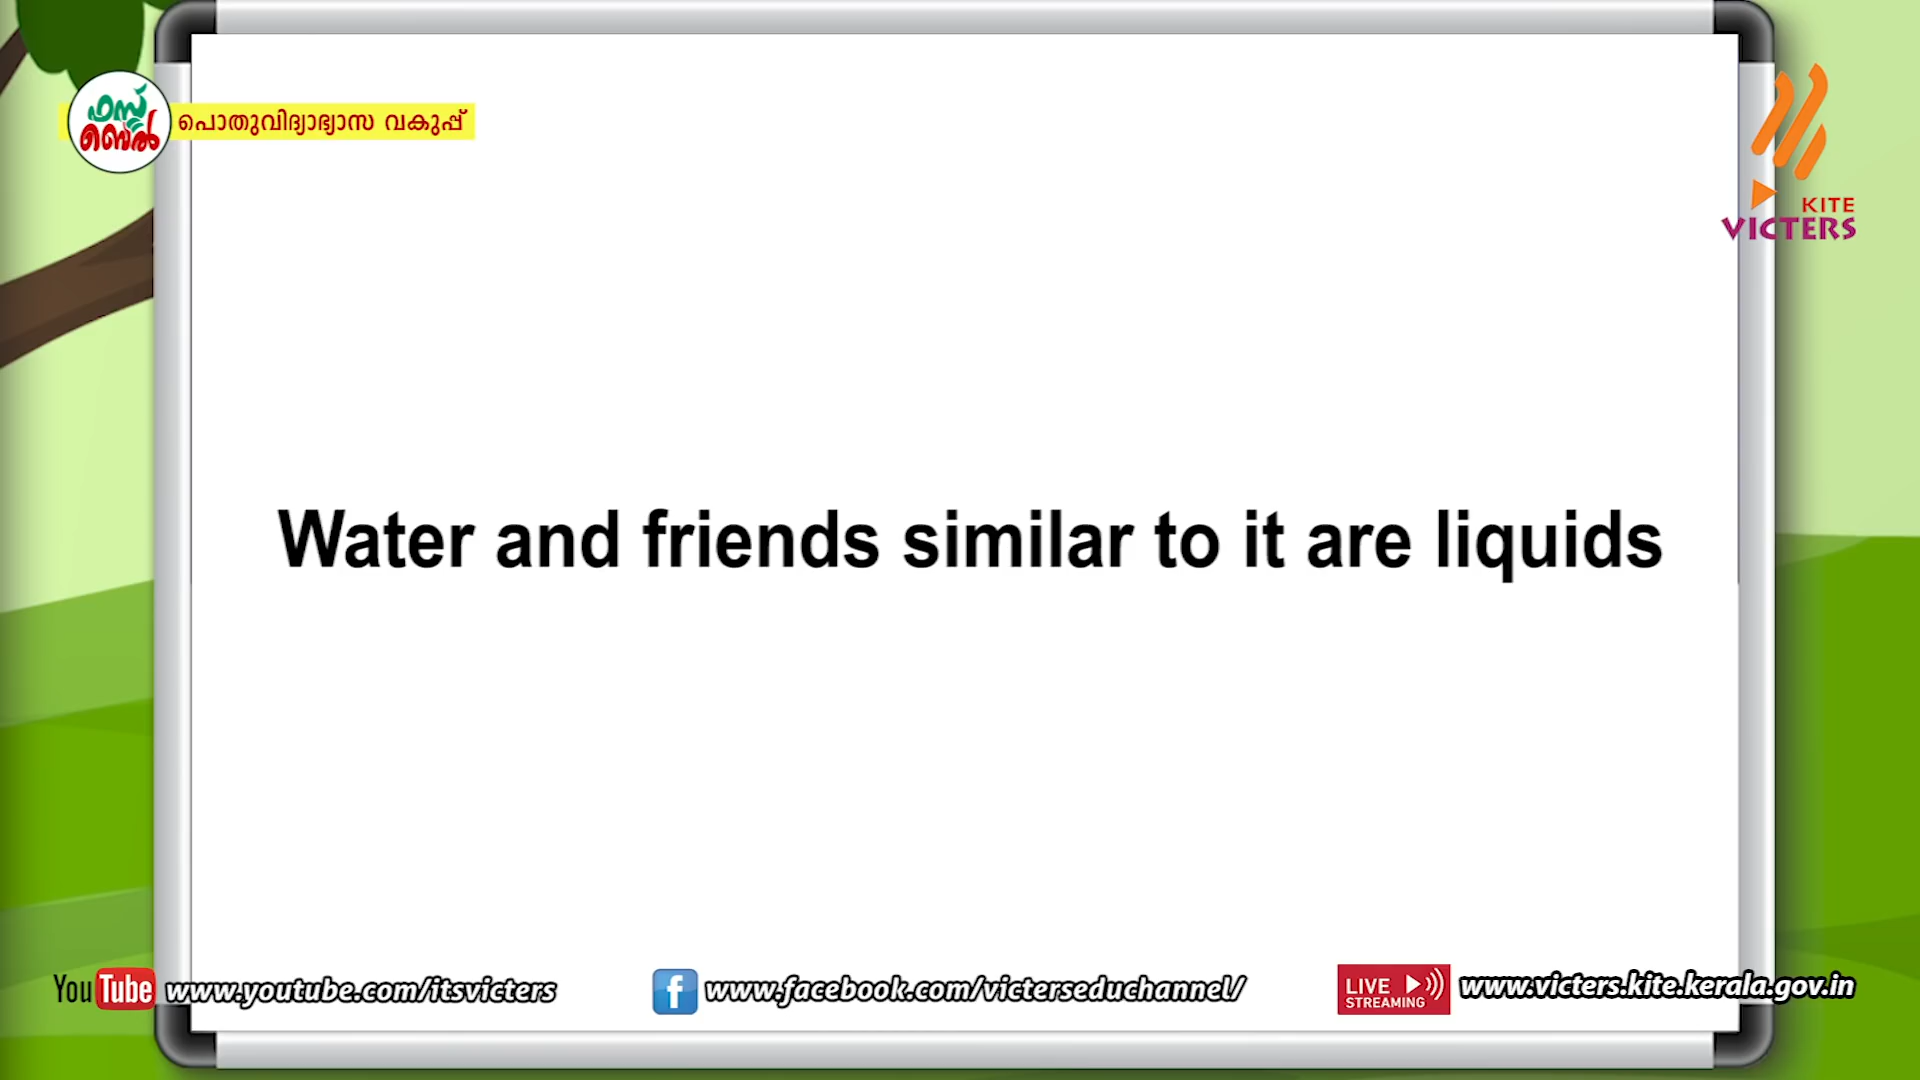 ഫസ്റ്റ്
ബെൽ
പൊതുവിദ്യാഭ്യാസ വകുപ്പ്
KITE
VICTERS
Water and friends similar to it are liquids
YouTube www.youtube.com/itsvicters
f www.facebook.com/victerseduchannel/
LIVE
STREAMING
www.victers.kite.kerala.gov.in